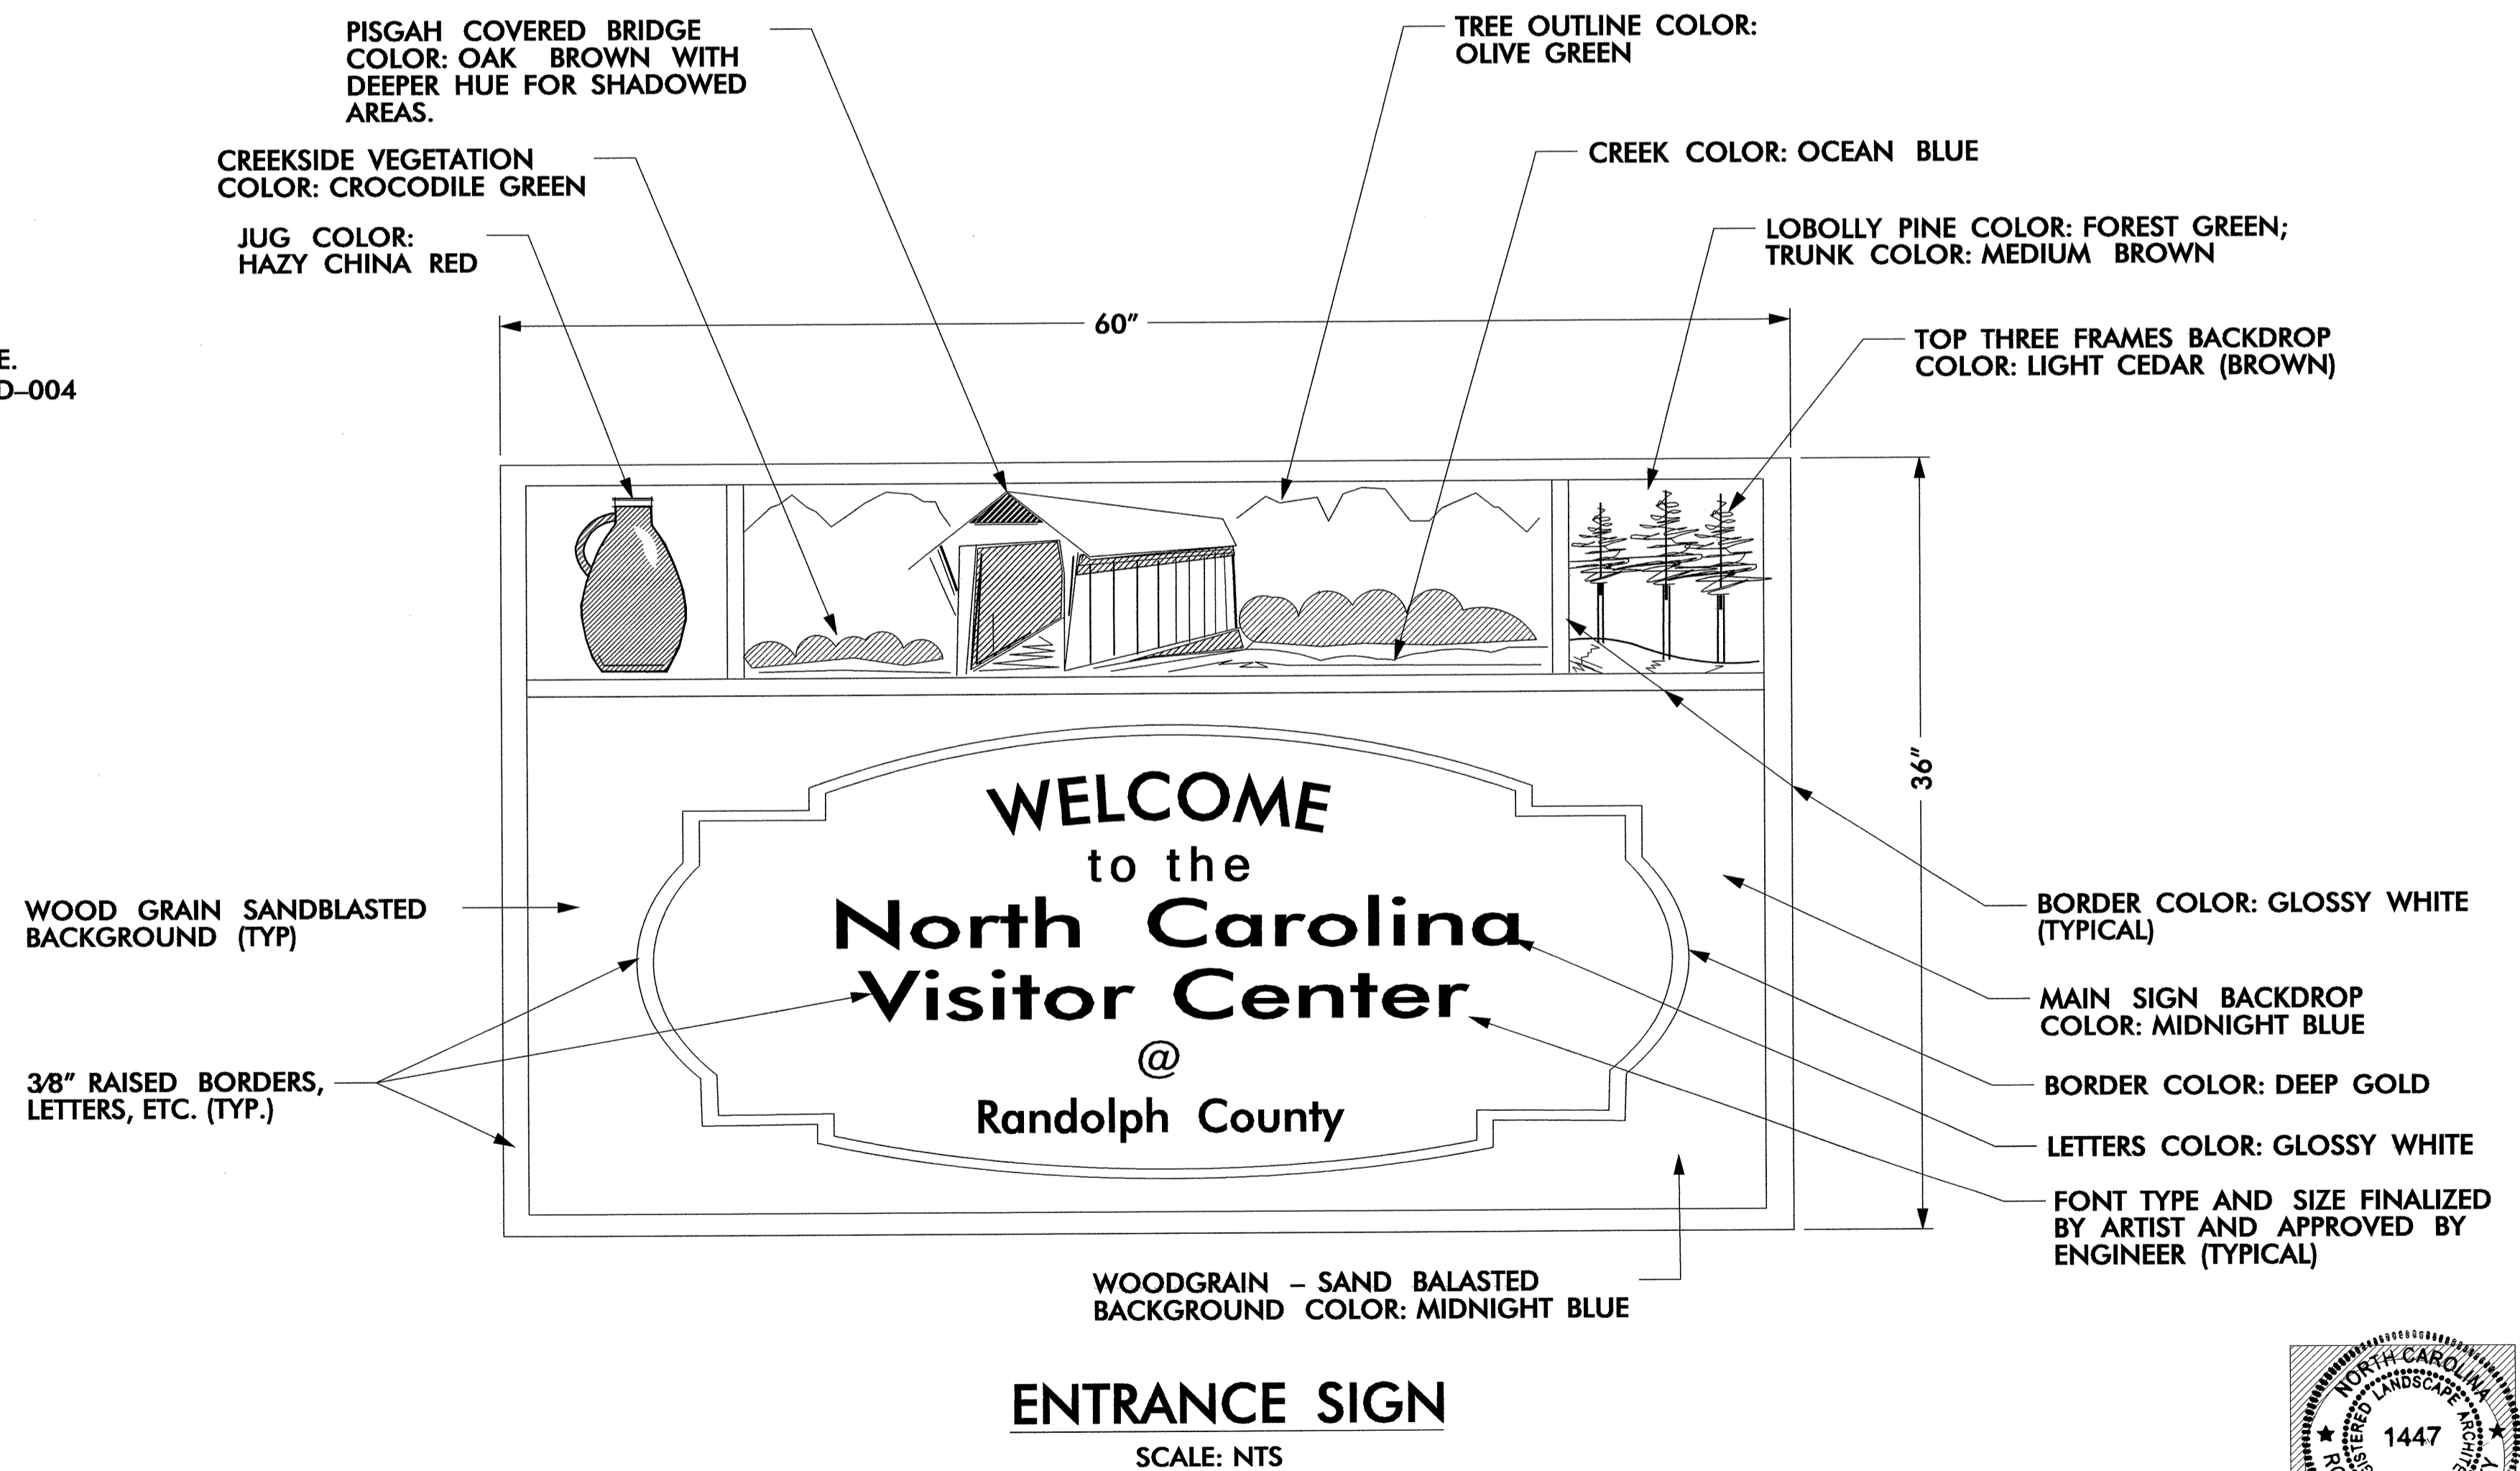 PISGAH COVERED BRIDGE
COLOR: OAK BROWN WITH
DEEPER HUE FOR SHADOWED
AREAS.
TREE OUTLINE COLOR:
OLIVE GREEN
CREEKSIDE VEGETATION
COLOR: CROCODILE GREEN
CREEK COLOR: OCEAN BLUE
JUG COLOR:
HAZY CHINA RED
LOBOLLY PINE COLOR: FOREST GREEN;
TRUNK COLOR: MEDIUM BROWN
60"
TOP THREE FRAMES BACKDROP
COLOR: LIGHT CEDAR (BROWN)
E.
D-004
36"
WELCOME
to the
North Carolina
Visitor Center
@
Randolph County
WOOD GRAIN SANDBLASTED
BACKGROUND (TYP)
3/8" RAISED BORDERS,
LETTERS, ETC. (TYP.)
BORDER COLOR: GLOSSY WHITE
(TYPICAL)
MAIN SIGN BACKDROP
COLOR: MIDNIGHT BLUE
BORDER COLOR: DEEP GOLD
LETTERS COLOR: GLOSSY WHITE
FONT TYPE AND SIZE FINALIZED
BY ARTIST AND APPROVED BY
ENGINEER (TYPICAL)
WOODGRAIN – SAND BALASTED
BACKGROUND COLOR: MIDNIGHT BLUE
ENTRANCE SIGN
SCALE: NTS
NORTH CAROLINA
LANDSCAPE
1447